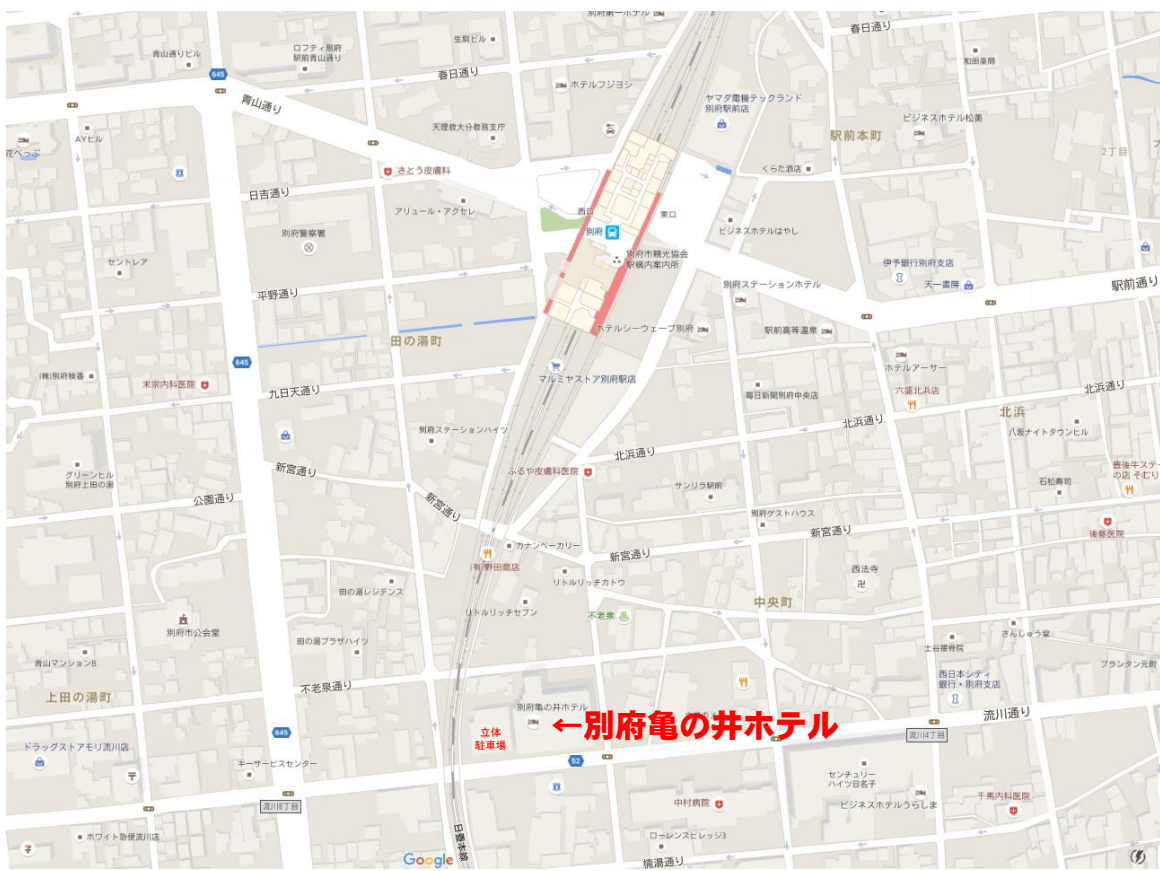 別府第一ホテル
生駒ビル
春日通り
ロフティ別府
駅前青山通り
青山通りビル
和田薬局
645
春日通り
ホテルフジヨシ
ヤマダ電機テックランド
別府駅前店
青山通り
ビジネスホテル松美
天理教大分教務支庁
駅前本町
AYビル
花べっぷ
2丁目
さとう皮膚科
くらた酒店
日吉通り
アリュール・アクセレ
西口
東口
別府警察署
別府
ビジネスホテルはやし
セントレア
別府市観光協会
駅構内案内所
伊予銀行別府支店
天一書房
別府ステーションホテル
駅前通り
平野通り
ホテルシーウェーブ別府
駅前高等温泉
田の湯町
645
ホテルアーサー
マルミヤストア別府駅店
(株)別府検番
末宗内科医院
九日天通り
毎日新聞別府中央店
六盛北浜店
北浜通り
北浜
北浜通り
別府ステーションハイツ
八坂ナイトタウンビル
北浜通り
グリーンヒル
別府上田の湯
新宮通り
ふるや皮膚科医院
豊後牛ステー
の店 そむり
サンリラ駅前
石松寿司
公園通り
新宮通り
別府ゲストハウス
新宮通り
後藤医院
カナンベーカリー
新宮通り
(有)野田商店
リトルリッチカトウ
西法寺
田の湯レジデンス
中央町
リトルリッチセブン
不老泉
別府市公会堂
さんしゅう堂
田の湯プラザハイツ
土谷接骨院
青山マンションB
ブランタン元町
西日本シティ
銀行・別府支店
不老泉通り
上田の湯町
別府亀の井ホテル
流川通り
←別府亀の井ホテル
立体
駐車場
645
流川4丁目
ドラッグストアモリ流川店
キーサービスセンター
52
センチュリー
ハイツ日名子
千馬内科医院
流川8丁目
中村病院
ビジネスホテルうらしま
ホワイト急便流川店
日豊本線
ローレンスビレッジ3
Google
楠湯通り